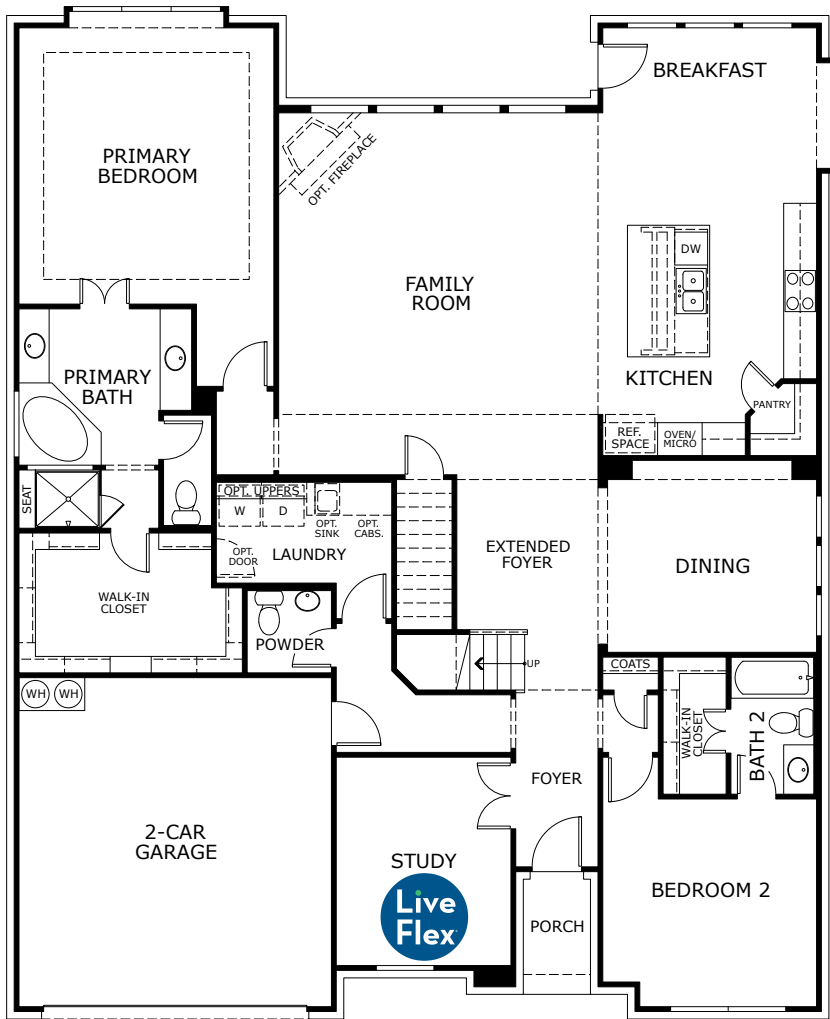 BREAKFAST
PRIMARY
BEDROOM
OPT. FIREPLACE
DW
FAMILY
ROOM
PRIMARY
BATH
KITCHEN
PANTRY
REF.
SPACE
OVEN/
MICRO
SEAT
OPT. UPPERS
W
D
OPT.
SINK
OPT.
CABS.
OPT.
DOOR
LAUNDRY
EXTENDED
FOYER
DINING
WALK-IN
CLOSET
POWDER
UP
COATS
WH
WH
WALK-IN
CLOSET
BATH 2
FOYER
2-CAR
GARAGE
STUDY
Live
Flex
BEDROOM 2
PORCH